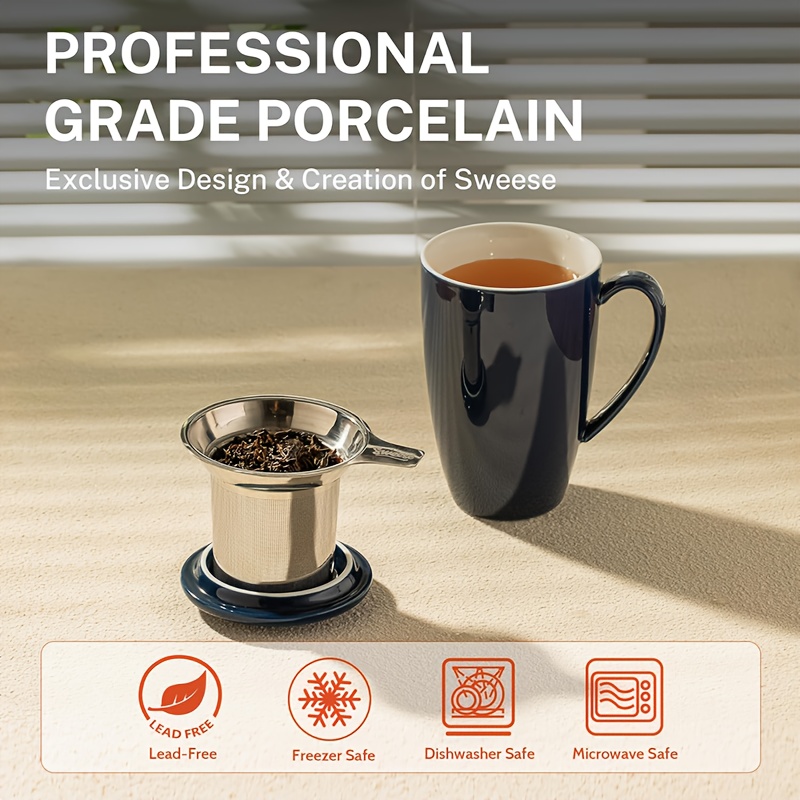 PROFESSIONAL
GRADE PORCELAIN
Exclusive Design & Creation of Sweese
LEAD FREE
Lead-Free
Freezer Safe
Dishwasher Safe
Microwave Safe